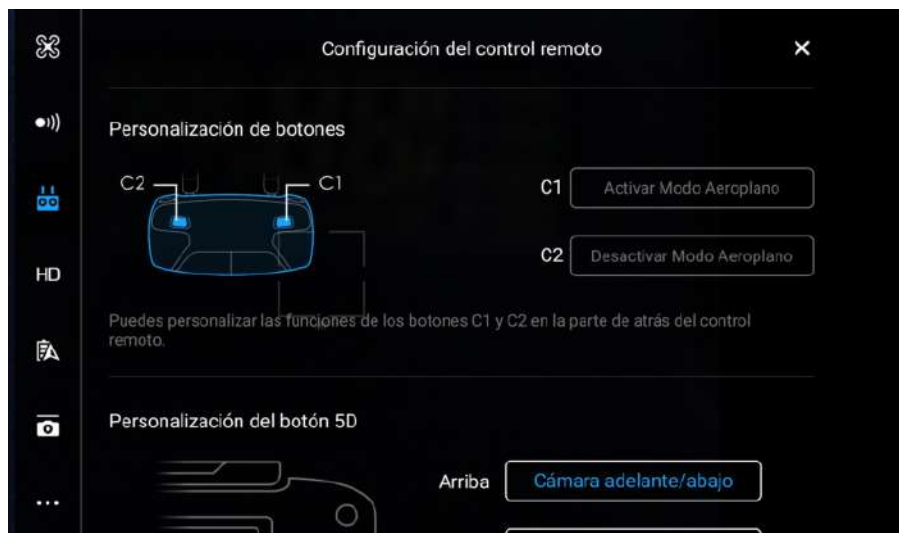 Configuración del control remoto
Personalización de botones
C2
C1
C1 Activar Modo Aeroplano
C2 Desactivar Modo Aeroplano
HD
Puedes personalizar las funciones de los botones C1 y C2 en la parte de atrás del control
remoto.
Personalización del botón 5D
Arriba Cámara adelante/abajo